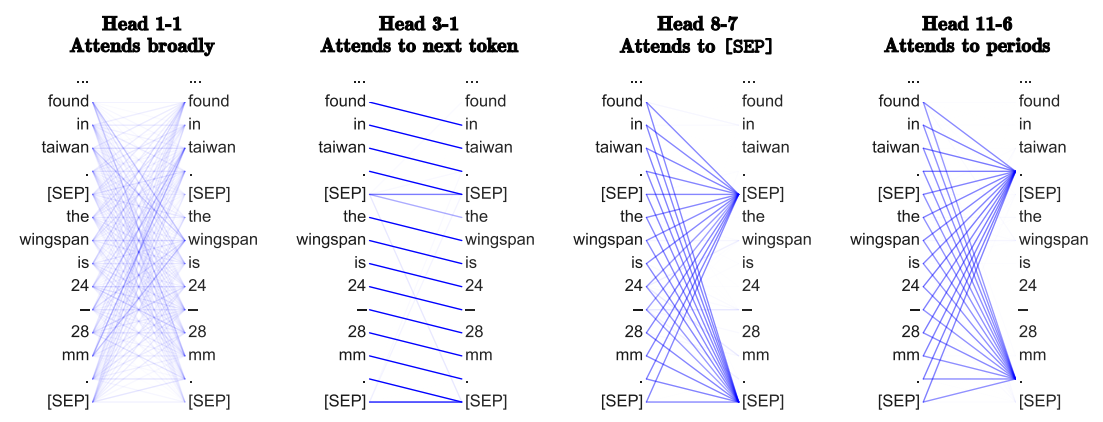 Head 1-1
Attends broadly
... ...
found found
in in
taiwan taiwan
. .
[SEP] [SEP]
the the
wingspan wingspan
is is
24 24
– –
28 28
mm mm
. .
[SEP] [SEP]
Head 3-1
Attends to next token
... ...
found found
in in
taiwan taiwan
. .
[SEP] [SEP]
the the
wingspan wingspan
is is
24 24
– –
28 28
mm mm
. .
[SEP] [SEP]
Head 8-7
Attends to [SEP]
... ...
found found
in in
taiwan taiwan
. .
[SEP] [SEP]
the the
wingspan wingspan
is is
24 24
– –
28 28
mm mm
. .
[SEP] [SEP]
Head 11-6
Attends to periods
... ...
found found
in in
taiwan taiwan
. .
[SEP] [SEP]
the the
wingspan wingspan
is is
24 24
– –
28 28
mm mm
. .
[SEP] [SEP]